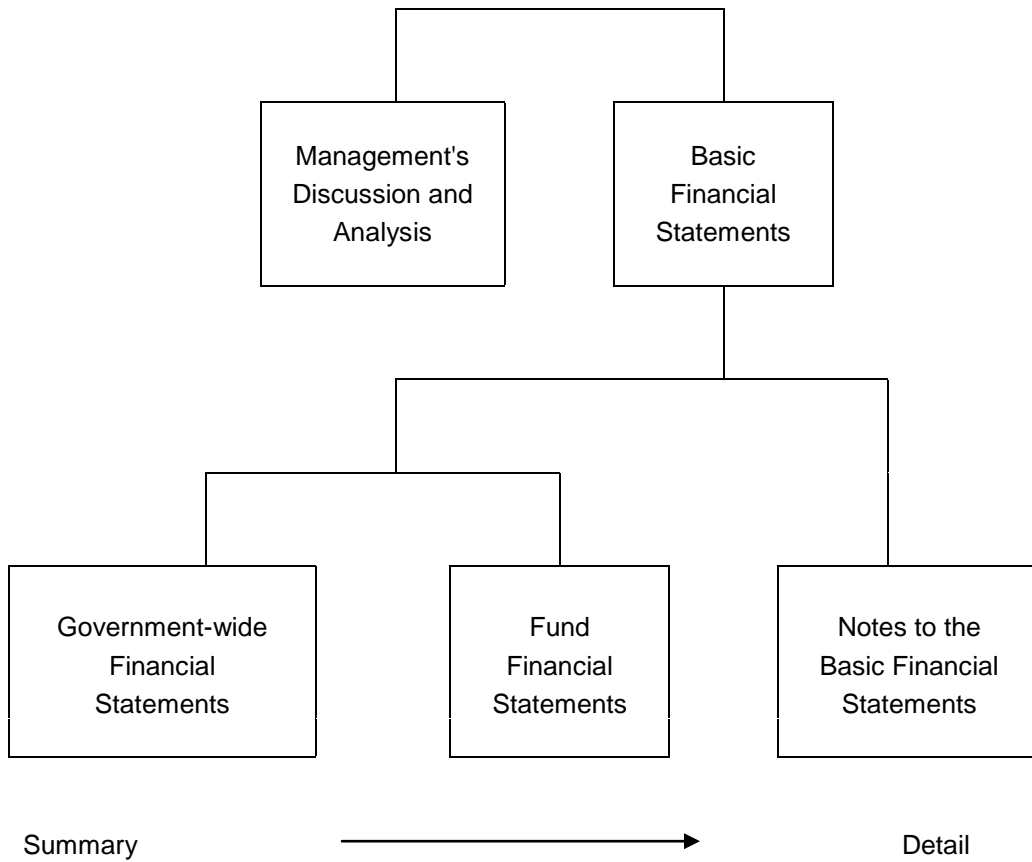 Management's
Discussion and
Analysis
Basic
Financial
Statements
Government-wide
Financial
Statements
Fund
Financial
Statements
Notes to the
Basic Financial
Statements
Summary
Detail